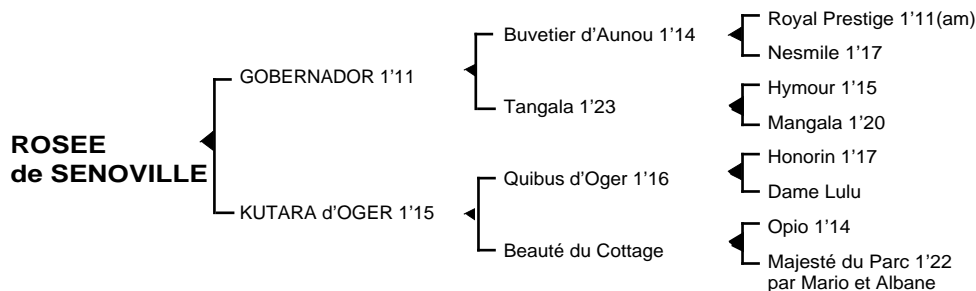 Royal Prestige 1’11(am)
Buvetier d’Aunou 1’14
Nesmile 1’17
GOBERNADOR 1’11
Hymour 1’15
Tangala 1’23
Mangala 1’20
ROSEE
de SENOVILLE
Honorin 1’17
Quibus d’Oger 1’16
Dame Lulu
KUTARA d’OGER 1’15
Opio 1’14
Beauté du Cottage
Majesté du Parc 1’22
par Mario et Albane